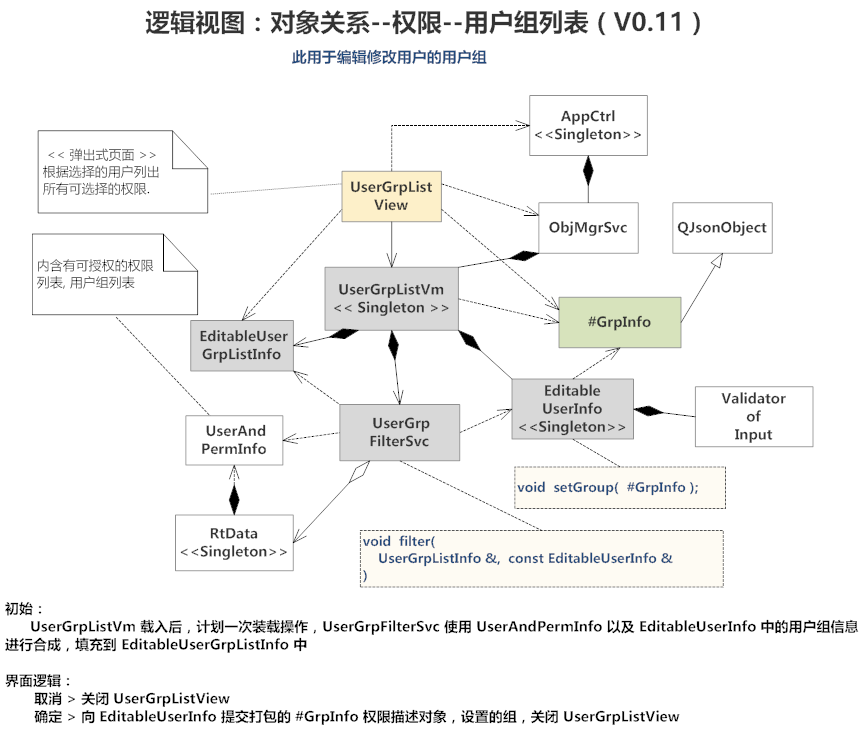 逻辑视图：对象关系--权限--用户组列表（V0.11）
此用于编辑修改用户的用户组
AppCtrl
<<Singleton>>
<< 弹出式页面 >>
根据选择的用户列出
所有可选择的权限.
UserGrpList
View
ObjMgrSvc
QJsonObject
内含有可授权的权限
列表, 用户组列表
UserGrpListVm
<< Singleton >>
EditableUser
GrpListInfo
#GrpInfo
Editable
UserInfo
<<Singleton>>
Validator
of
Input
UserAnd
PermInfo
UserGrp
FilterSvc
void setGroup( #GrpInfo );
RtData
<<Singleton>>
void filter(
UserGrpListInfo &, const EditableUserInfo &
)
初始：
UserGrpListVm 载入后，计划一次装载操作，UserGrpFilterSvc 使用 UserAndPermInfo 以及 EditableUserInfo 中的用户组信息
进行合成，填充到 EditableUserGrpListInfo 中
界面逻辑：
取消 > 关闭 UserGrpListView
确定 > 向 EditableUserInfo 提交打包的 #GrpInfo 权限描述对象，设置的组，关闭 UserGrpListView